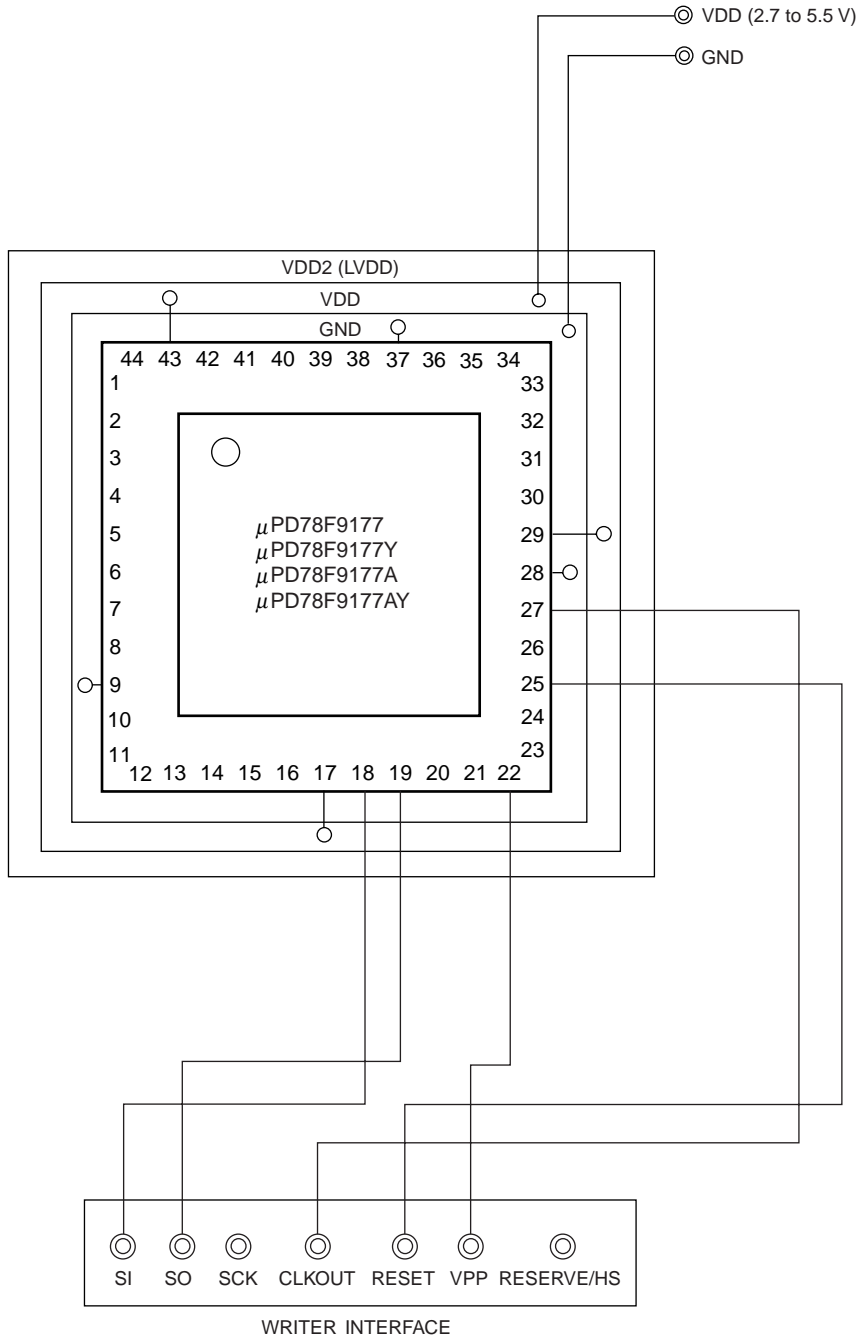 VDD (2.7 to 5.5 V)
GND
VDD2 (LVDD)
VDD
GND
44 43 42 41 40 39 38 37 36 35 34
1 33
2 32
3 31
4 30
5 29
6 28
7 27
8 26
9 25
10 24
11 23
12 13 14 15 16 17 18 19 20 21 22
μPD78F9177
μPD78F9177Y
μPD78F9177A
μPD78F9177AY
SI SO SCK CLKOUT RESET VPP RESERVE/HS
WRITER INTERFACE